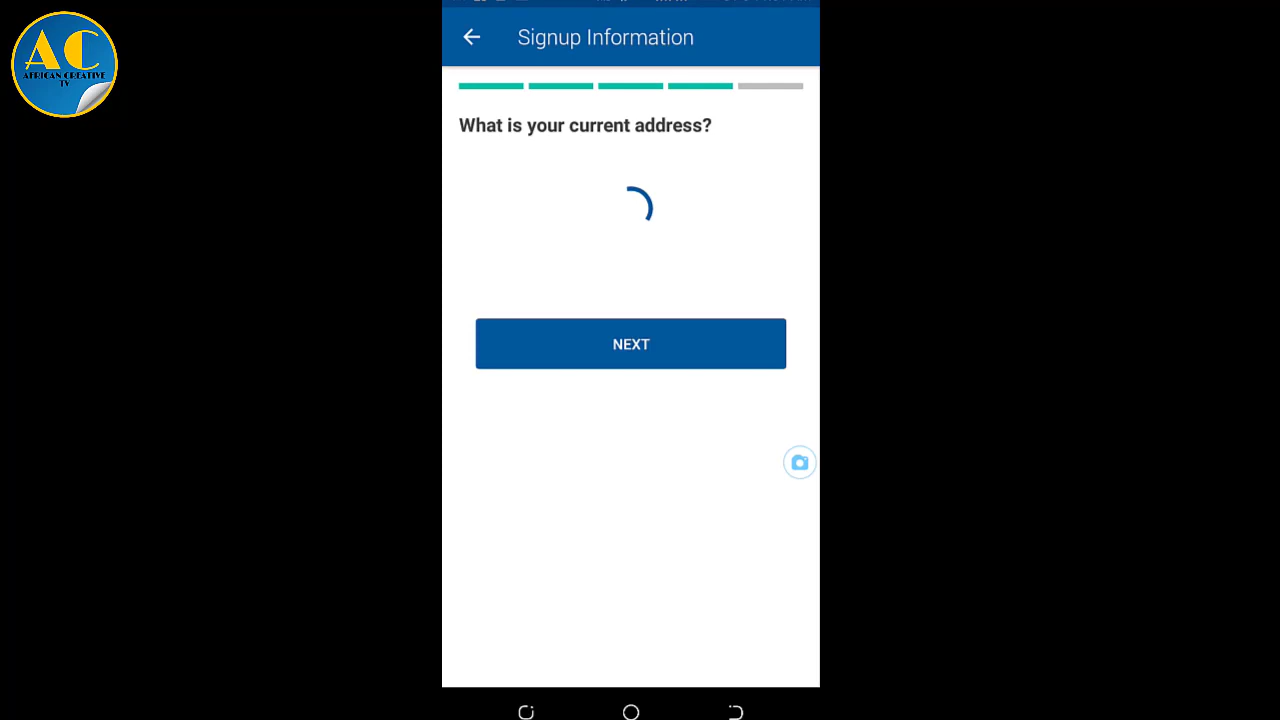 AC
AFRICAN CREATIVE
TV
Signup Information
What is your current address?
NEXT